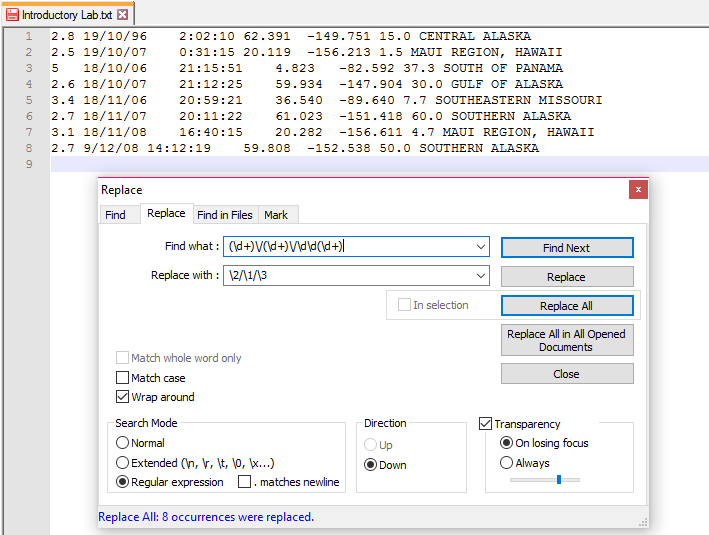 Introductory Lab.txt
1 2.8 19/10/96 2:02:10 62.391 -149.751 15.0 CENTRAL ALASKA
2 2.5 19/10/07 0:31:15 20.119 -156.213 1.5 MAUI REGION, HAWAII
3 5 18/10/06 21:15:51 4.823 -82.592 37.3 SOUTH OF PANAMA
4 2.6 18/10/07 21:12:25 59.934 -147.904 30.0 GULF OF ALASKA
5 3.4 18/11/06 20:59:21 36.540 -89.640 7.7 SOUTHEASTERN MISSOURI
6 2.7 18/11/07 20:11:22 61.023 -151.418 60.0 SOUTHERN ALASKA
7 3.1 18/11/08 16:40:15 20.282 -156.611 4.7 MAUI REGION, HAWAII
8 2.7 9/12/08 14:12:19 59.808 -152.538 50.0 SOUTHERN ALASKA
9
Replace x
Find Replace Find in Files Mark
Find what : (\d+)\/(\d+)\/\d\d(\d+) Find Next
Replace with : \2/\1/\3 Replace
In selection Replace All
Replace All in All Opened
Documents
Match whole word only Close
Match case
Wrap around
Search Mode Direction Transparency
Normal Up On losing focus
Extended (\n, \r, \t, \0, \x...) Down Always
Regular expression . matches newline
Replace All: 8 occurrences were replaced.